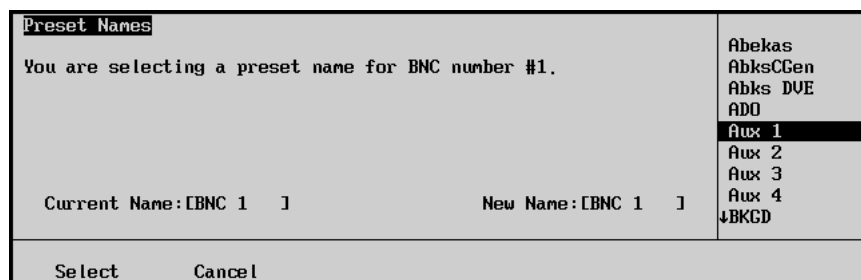 Preset Names
You are selecting a preset name for BNC number #1.
Current Name:[BNC 1   ]   New Name:[BNC 1   ]
Abekas
AbksCGen
Abks DVE
ADO
Aux 1
Aux 2
Aux 3
Aux 4
↓BKGD
Select   Cancel